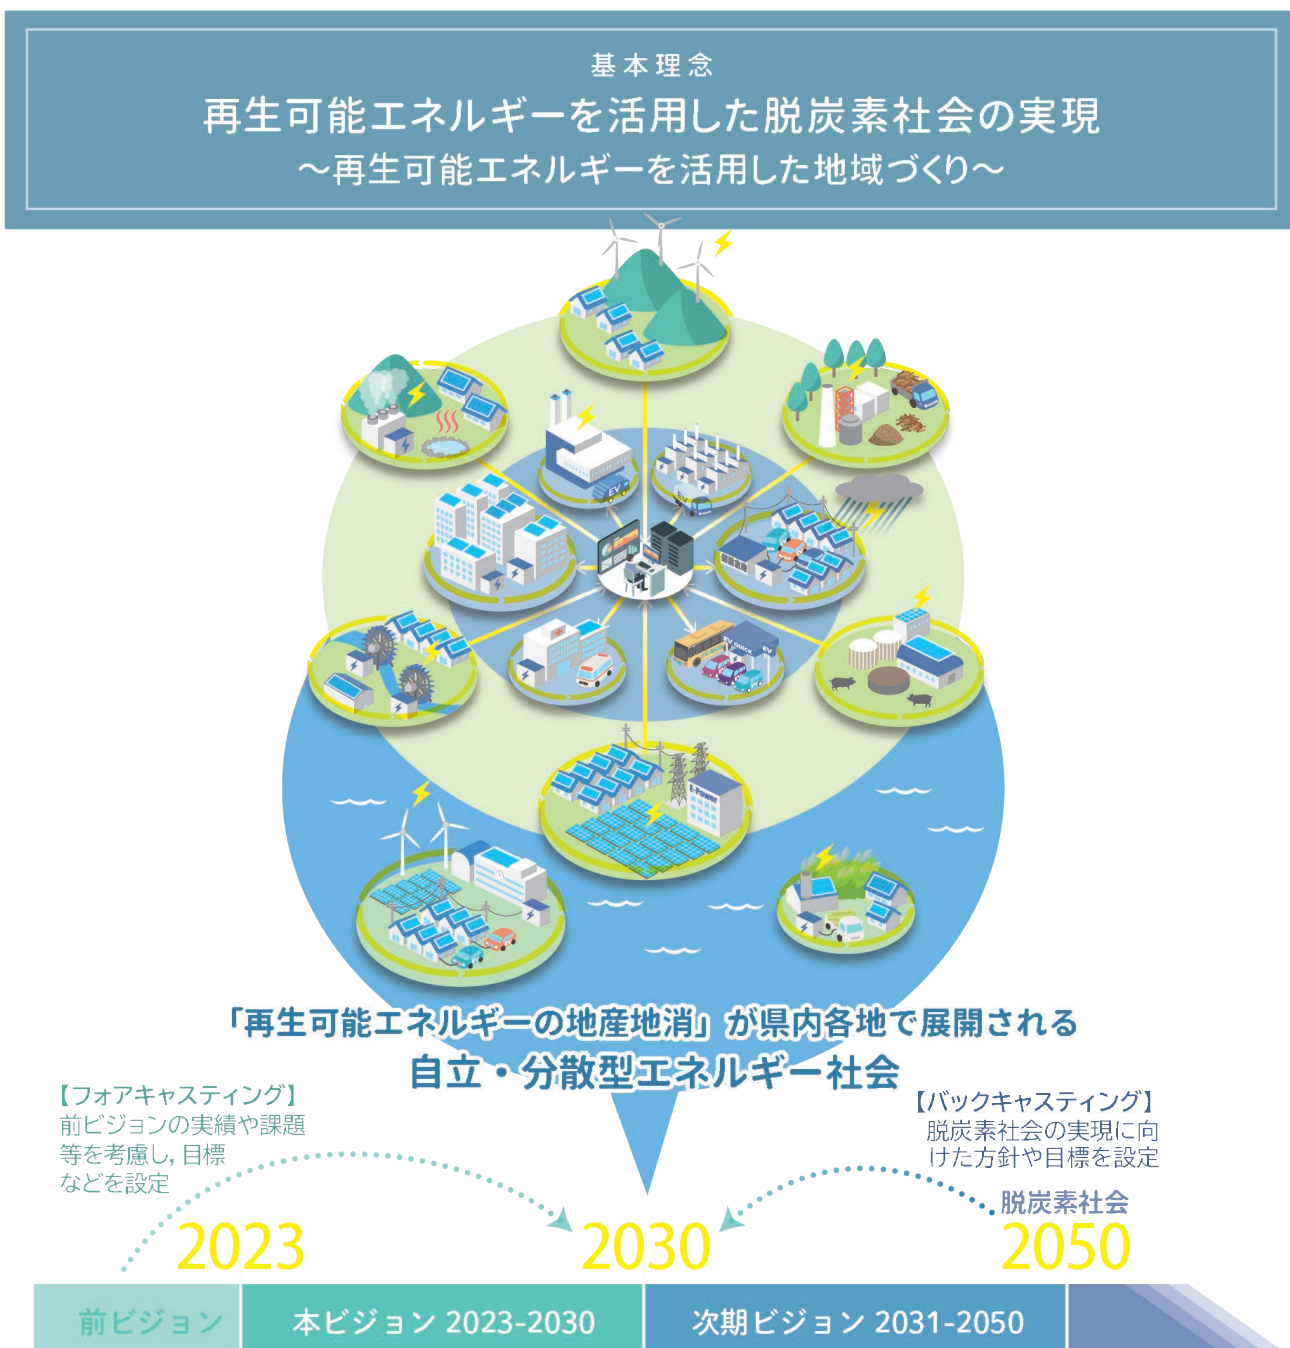 基本理念
再生可能エネルギーを活用した脱炭素社会の実現
～再生可能エネルギーを活用した地域づくり～
EV
EV
EV QUICK EV
E-Power
「再生可能エネルギーの地産地消」が県内各地で展開される
自立・分散型エネルギー社会
【フォアキャスティング】
前ビジョンの実績や課題
等を考慮し,目標
などを設定
【バックキャスティング】
脱炭素社会の実現に向
けた方針や目標を設定
脱炭素社会
2023
2030
2050
前ビジョン
本ビジョン 2023-2030
次期ビジョン 2031-2050